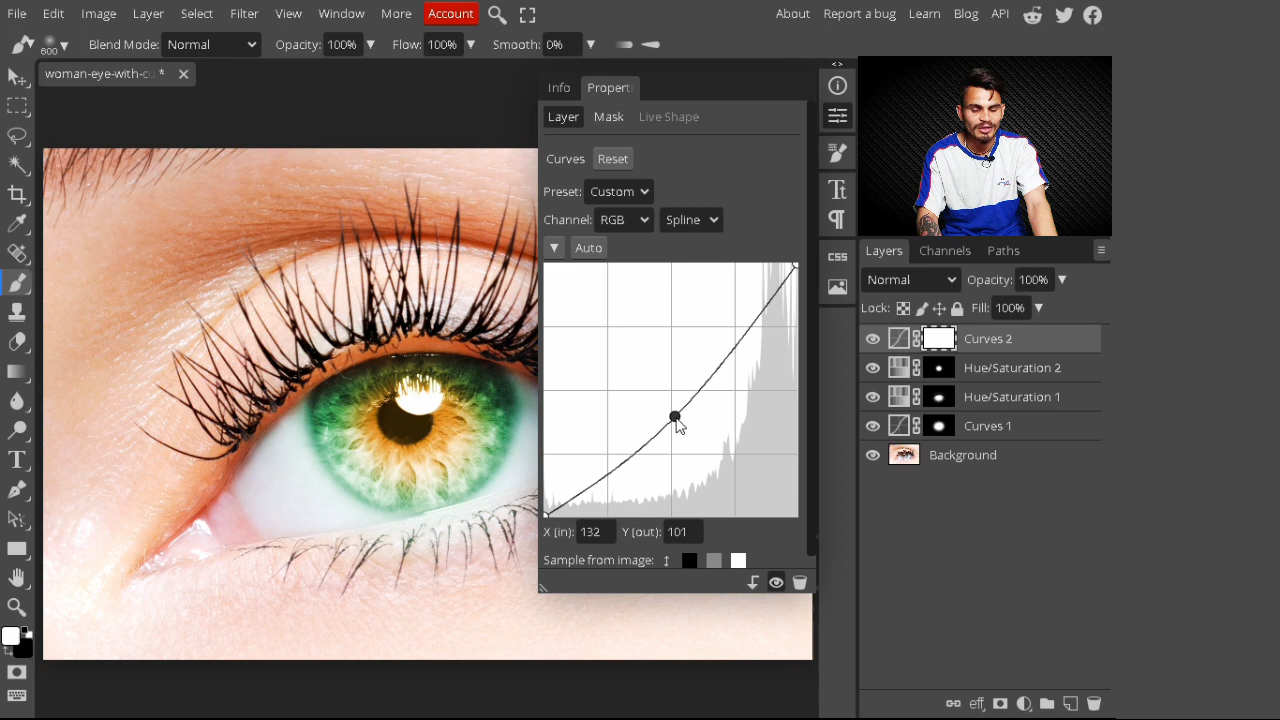 File Edit Image Layer Select Filter View Window More Account About Report a bug Learn Blog API
600 Blend Mode: Normal Opacity: 100% Flow: 100% Smooth: 0%
woman-eye-with-cu *
Info Properti
Layer Mask Live Shape
Curves Reset
Preset: Custom
Channel: RGB Spline
Auto
X (in): 132 Y (out): 101
Sample from image:
< >
CSS
Layers Channels Paths
Normal Opacity: 100%
Lock: Fill: 100%
Curves 2
Hue/Saturation 2
Hue/Saturation 1
Curves 1
Background
eff